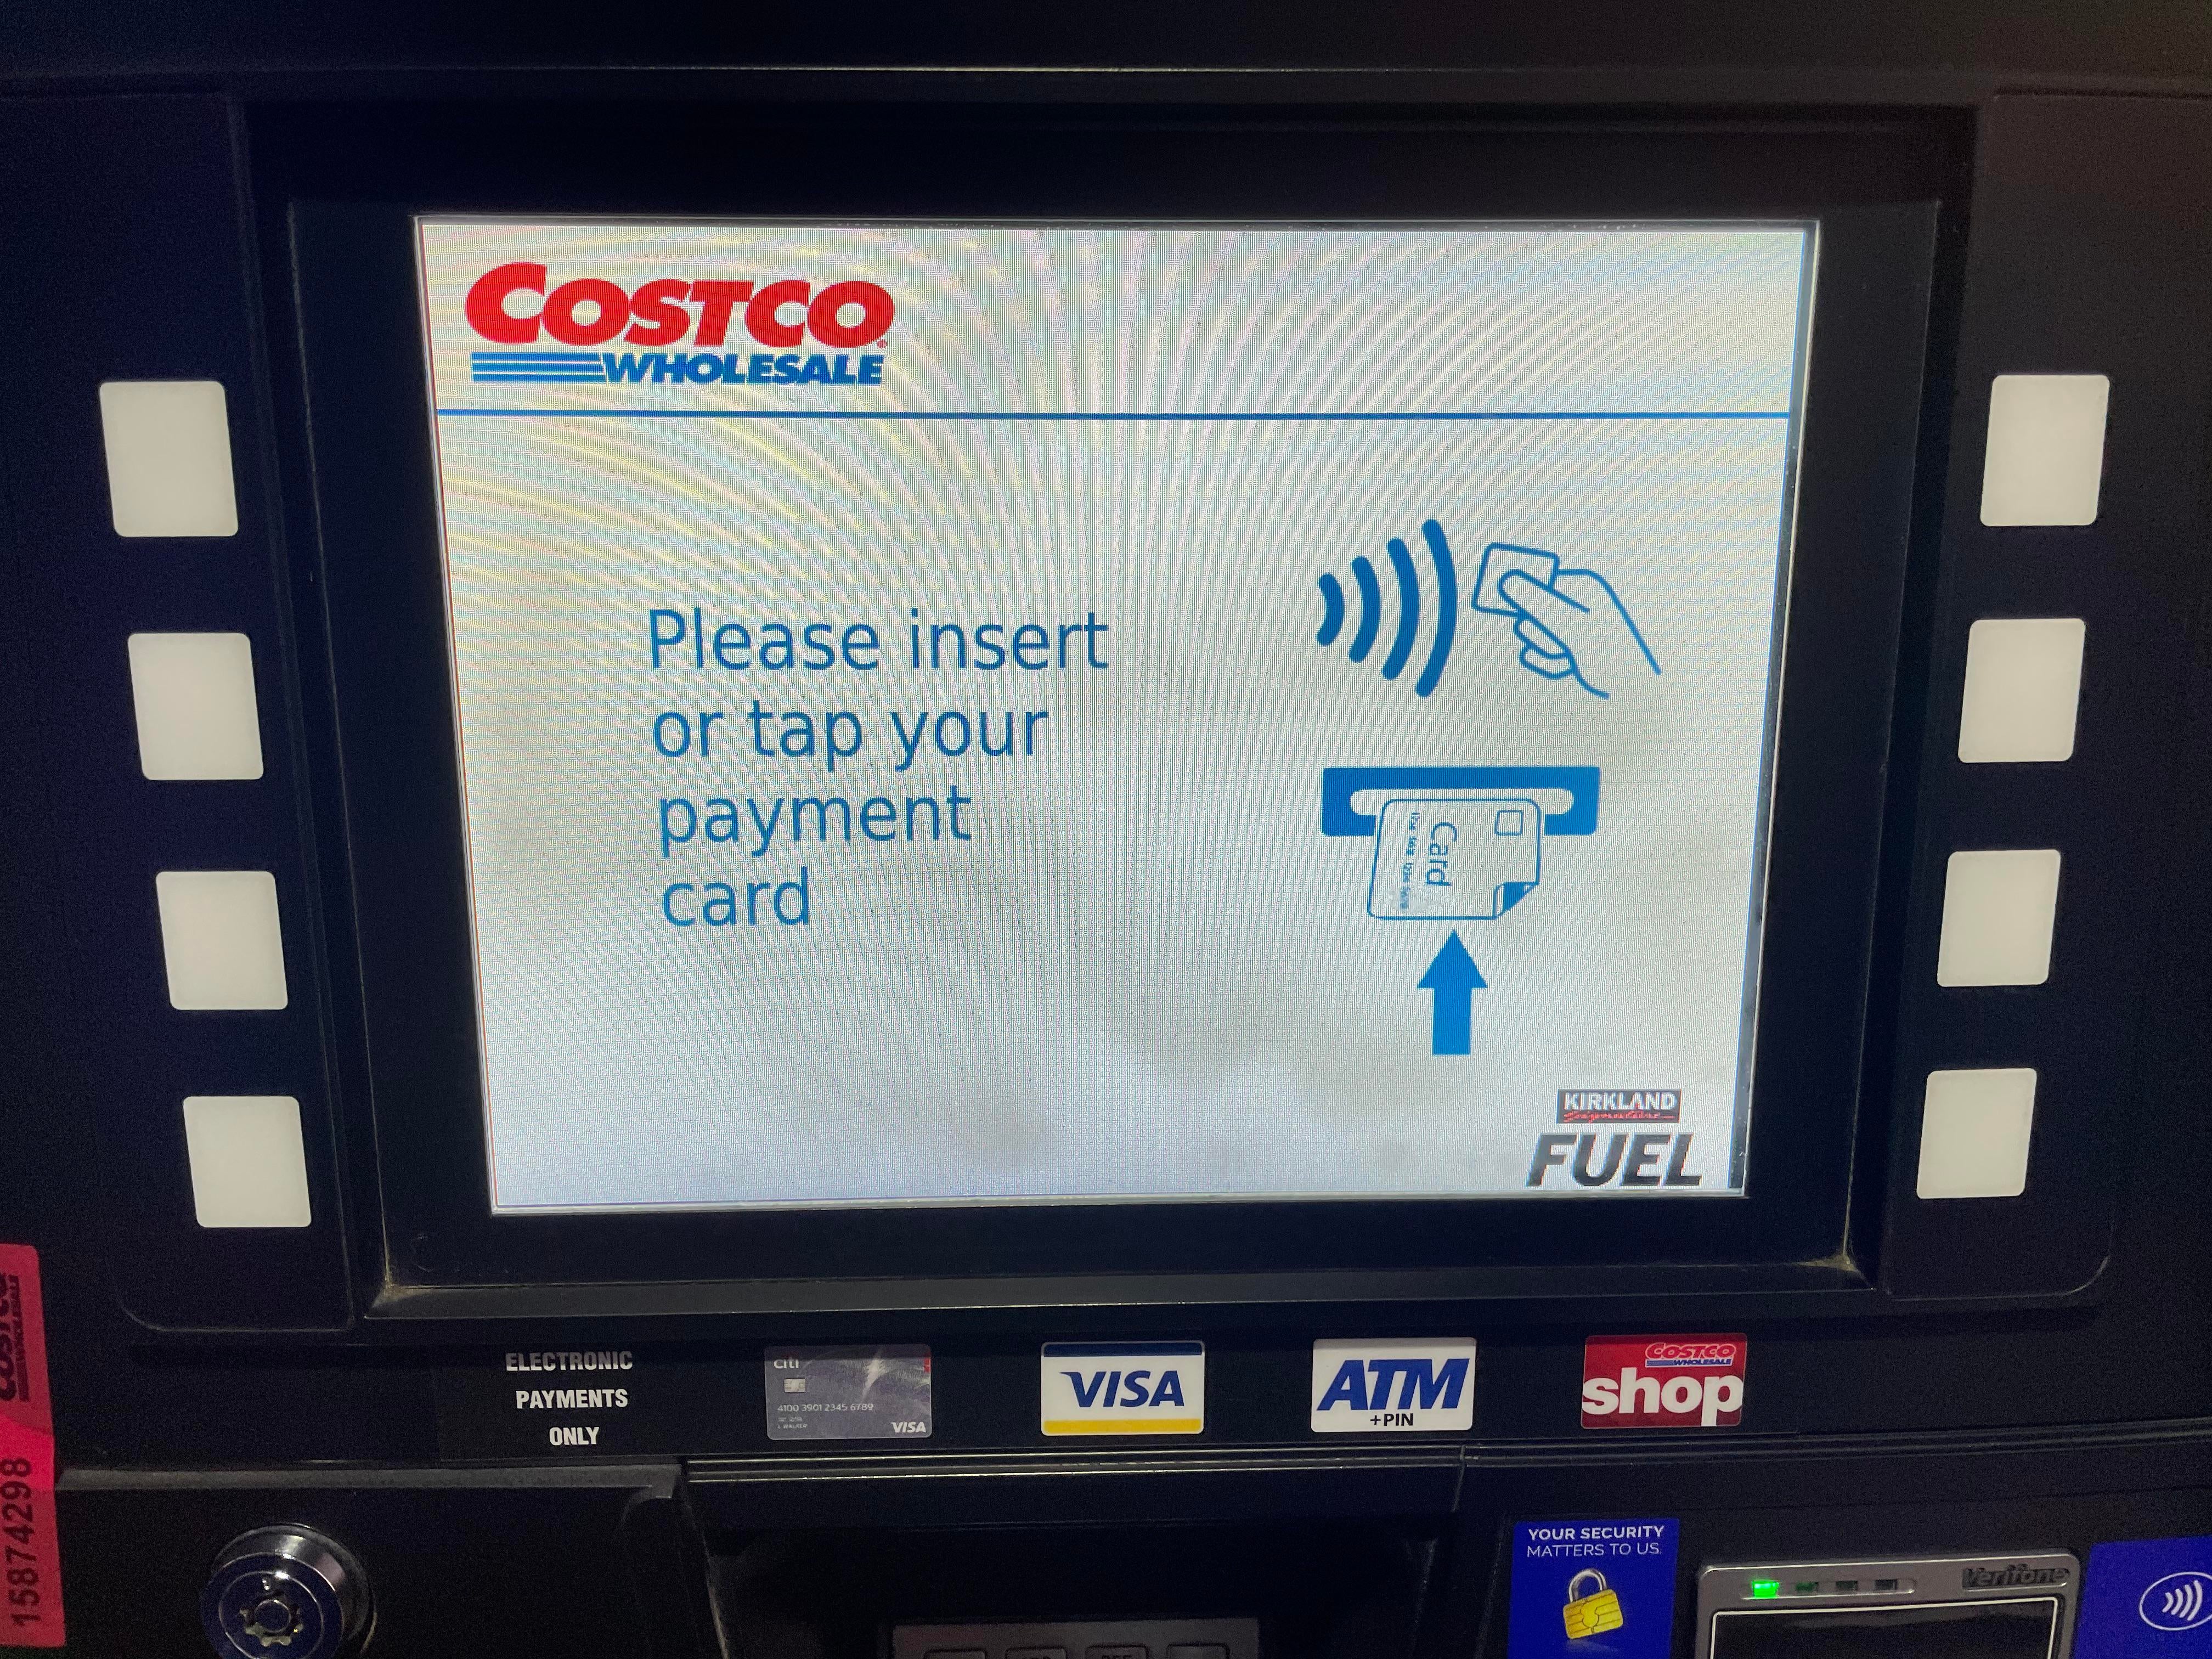 COSTCO
WHOLESALE
Please insert
or tap your
payment
card
Card
KIRKLAND
Signature
FUEL
ELECTRONIC
PAYMENTS
ONLY
citi
4100 3901 2345 6789
VISA
VISA
ATM
+PIN
COSTCO
WHOLESALE
shop
COSTCO
WHOLESALE
15874298
YOUR SECURITY
MATTERS TO US.
Verifone